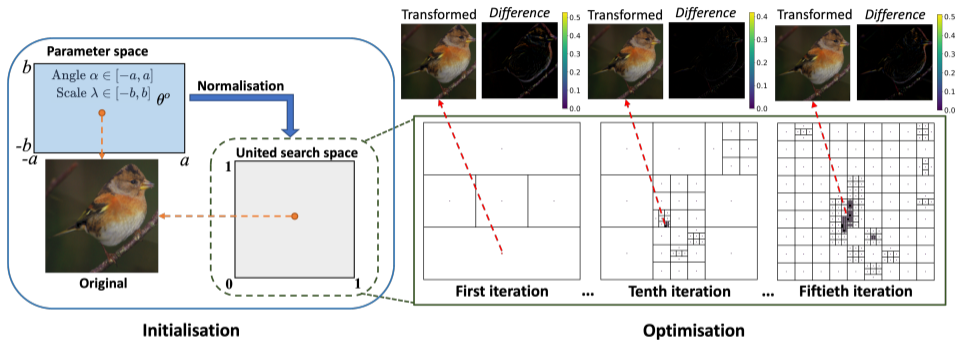 Parameter space
b
Angle α ∈ [−a, a]
Scale λ ∈ [−b, b] θᵒ
-b
-a
a
Normalisation
United search space
1
0
1
Original
Initialisation
Transformed
Difference
0.5
0.4
0.3
0.2
0.1
0.0
Transformed
Difference
0.4
0.3
0.2
0.1
0.0
Transformed
Difference
0.5
0.4
0.3
0.2
0.1
0.0
First iteration ... Tenth iteration ... Fiftieth iteration
Optimisation